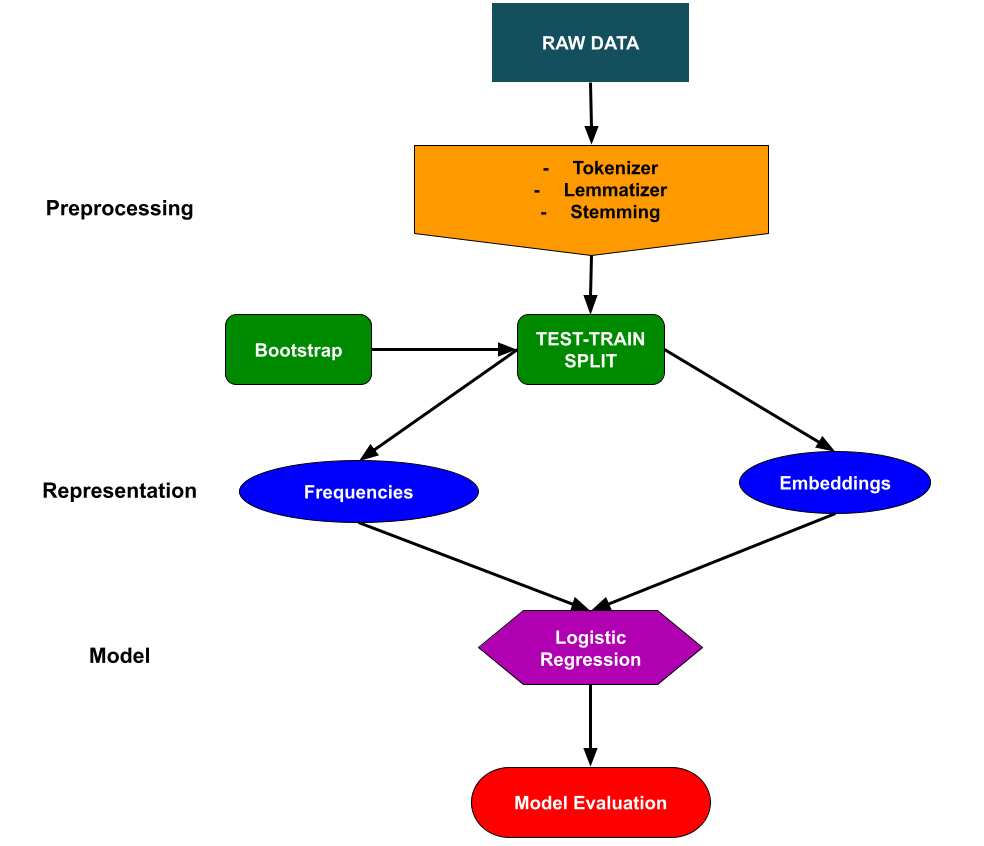 RAW DATA
- Tokenizer
- Lemmatizer
- Stemming
Preprocessing
Bootstrap
TEST-TRAIN
SPLIT
Representation
Frequencies
Embeddings
Model
Logistic
Regression
Model Evaluation